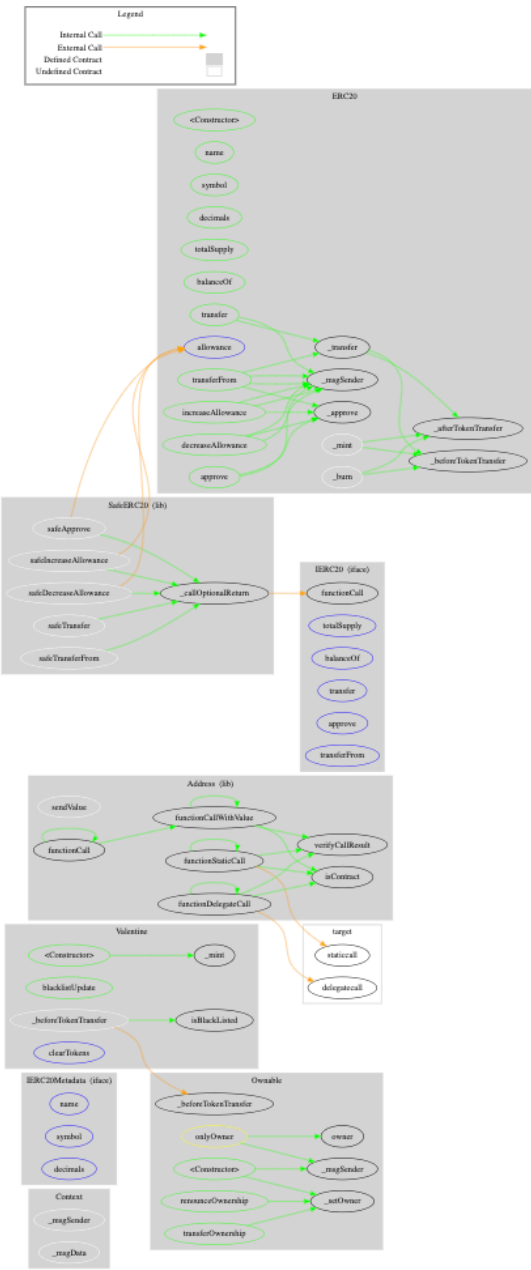 Legend
Internal Call
External Call
Defined Contract
Undefined Contract
ERC20
<Constructor>
name
symbol
decimals
totalSupply
balanceOf
transfer
allowance
_transfer
transferFrom
_msgSender
increaseAllowance
_approve
_afterTokenTransfer
decreaseAllowance
_mint
_beforeTokenTransfer
approve
_burn
SafeERC20 (lib)
safeApprove
safeIncreaseAllowance
safeDecreaseAllowance
_callOptionalReturn
safeTransfer
safeTransferFrom
IERC20 (iface)
functionCall
totalSupply
balanceOf
transfer
approve
transferFrom
Address (lib)
sendValue
functionCallWithValue
functionCall
verifyCallResult
functionStaticCall
isContract
functionDelegateCall
target
staticcall
delegatecall
Valentine
<Constructor>
_mint
blacklistUpdate
_beforeTokenTransfer
isBlackListed
clearTokens
IERC20Metadata (iface)
name
symbol
decimals
Ownable
_beforeTokenTransfer
onlyOwner
owner
<Constructor>
_msgSender
renounceOwnership
_setOwner
transferOwnership
Context
_msgSender
_msgData